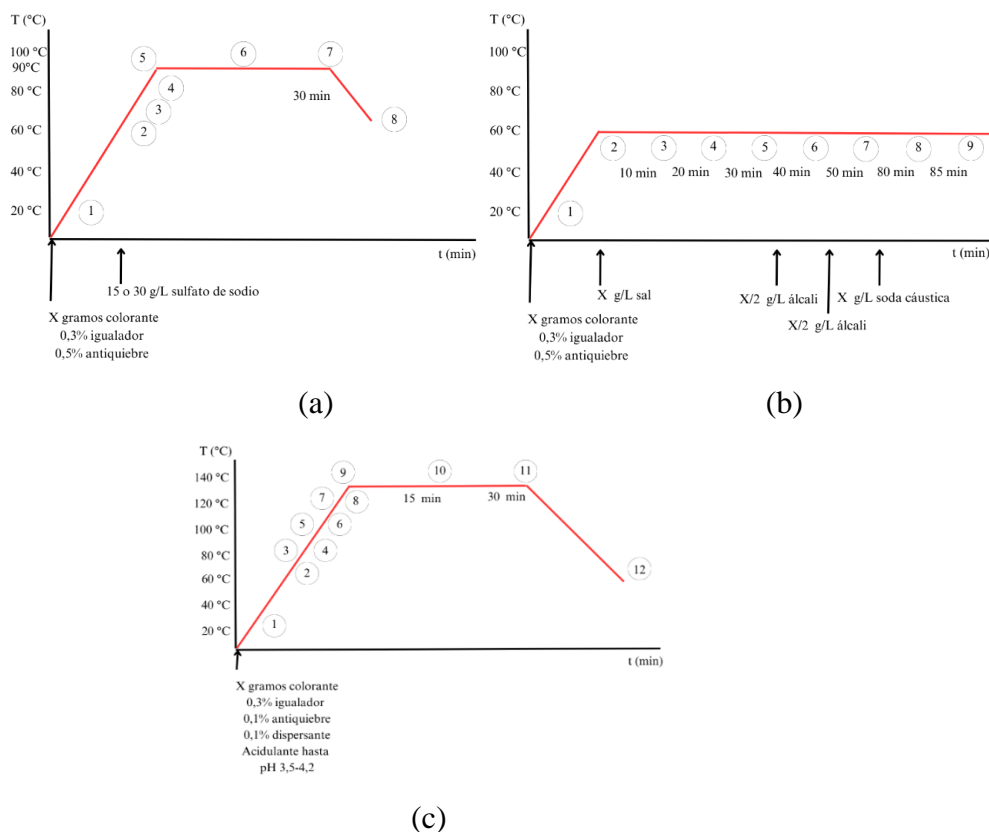 T (°C)
100 °C
90°C
80 °C
60 °C
40 °C
20 °C
1
2
3
4
5
6
7
8
30 min
t (min)
15 o 30 g/L sulfato de sodio
X gramos colorante
0,3% igualador
0,5% antiquiebre
(a)
T (°C)
100 °C
80 °C
60 °C
40 °C
20 °C
1
2
3
4
5
6
7
8
9
10 min
20 min
30 min
40 min
50 min
80 min
85 min
t (min)
X g/L sal
X/2 g/L álcali
X/2 g/L álcali
X g/L soda cáustica
X gramos colorante
0,3% igualador
0,5% antiquiebre
(b)
T (°C)
140 °C
120 °C
100 °C
80 °C
60 °C
40 °C
20 °C
1
2
3
4
5
6
7
8
9
10
11
12
15 min
30 min
t (min)
X gramos colorante
0,3% igualador
0,1% antiquiebre
0,1% dispersante
Acidulante hasta
pH 3,5-4,2
(c)